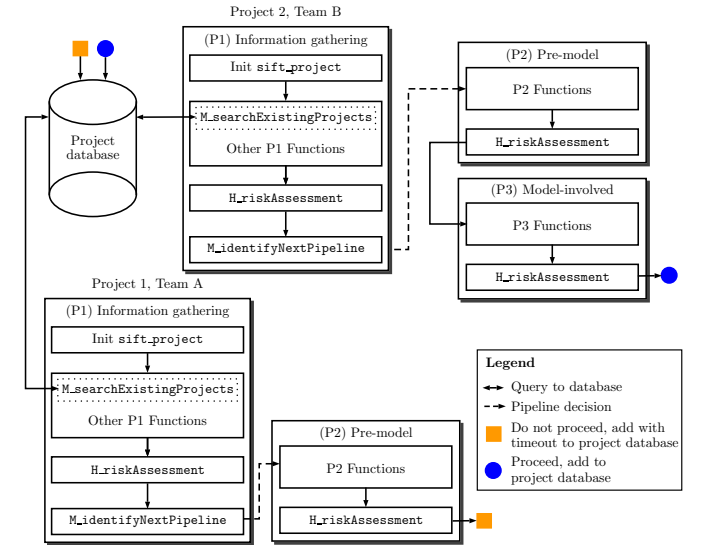 Project 2, Team B
(P1) Information gathering
Init sift_project
M_searchExistingProjects
Other P1 Functions
H_riskAssessment
M_identifyNextPipeline
Project
database
(P2) Pre-model
P2 Functions
H_riskAssessment
(P3) Model-involved
P3 Functions
H_riskAssessment
Project 1, Team A
(P1) Information gathering
Init sift_project
M_searchExistingProjects
Other P1 Functions
H_riskAssessment
M_identifyNextPipeline
(P2) Pre-model
P2 Functions
H_riskAssessment
Legend
Query to database
Pipeline decision
Do not proceed, add with
timeout to project database
Proceed, add to
project database